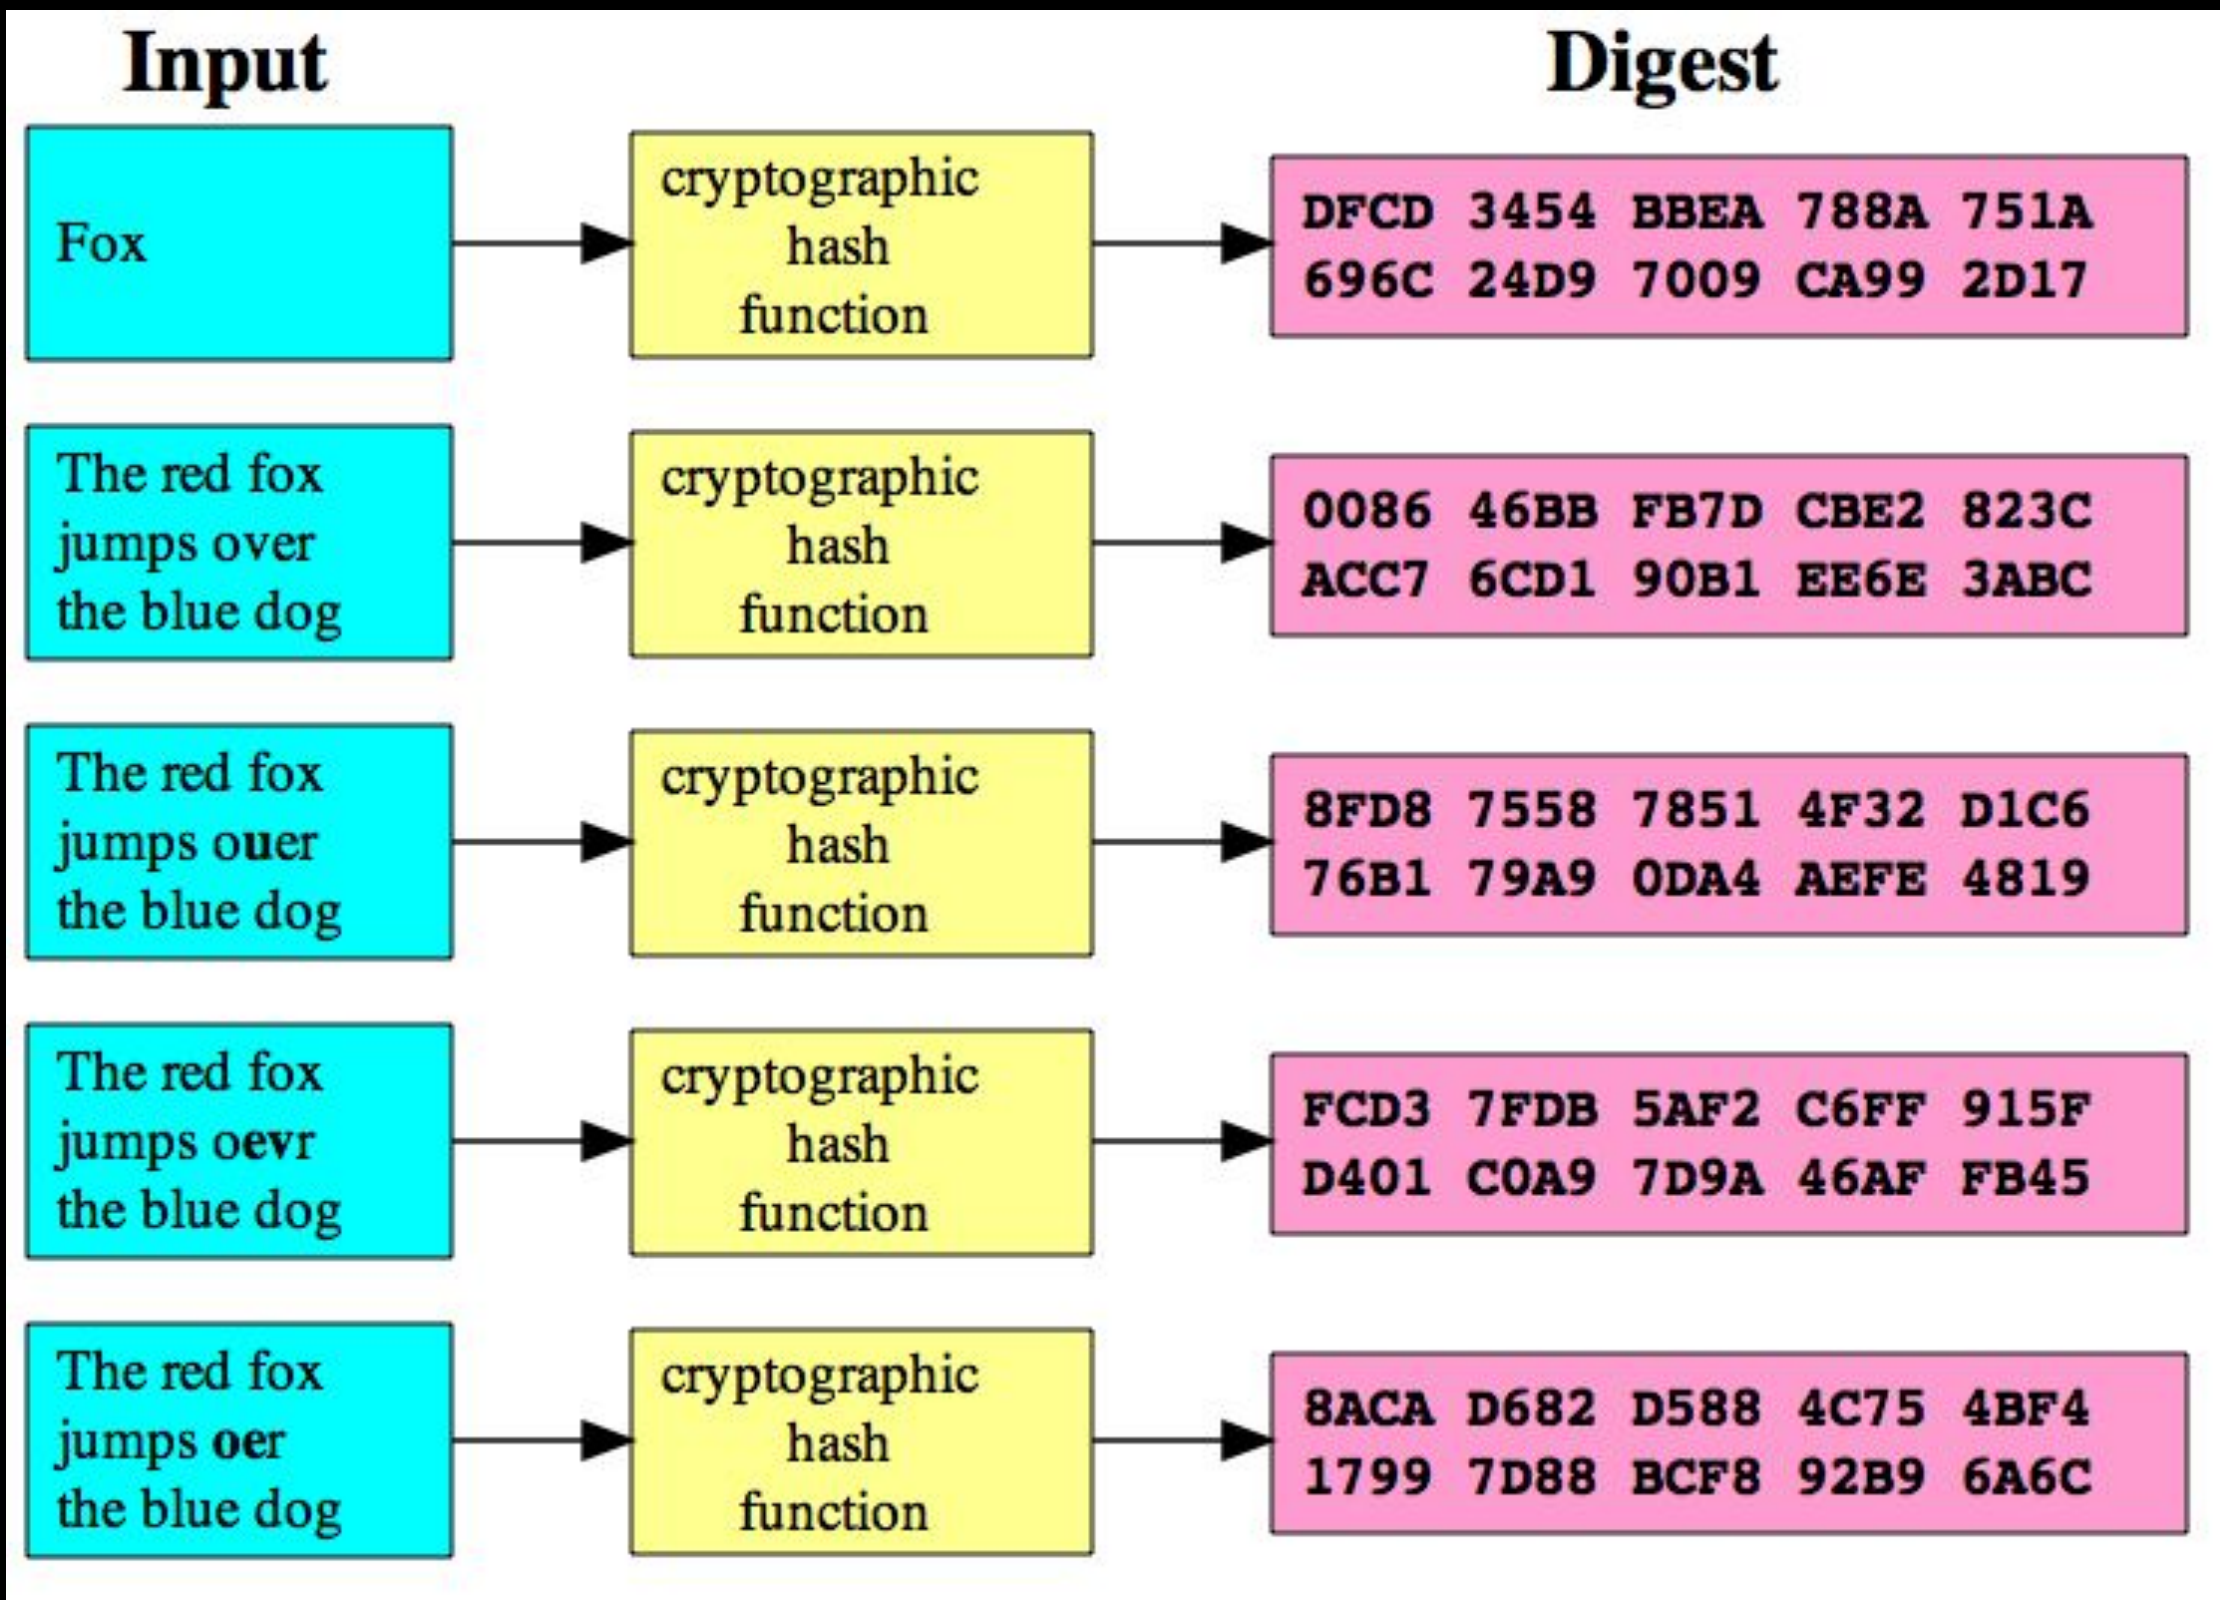 Input
Digest
Fox
cryptographic
hash
function
DFCD 3454 BBEA 788A 751A
696C 24D9 7009 CA99 2D17
The red fox
jumps over
the blue dog
cryptographic
hash
function
0086 46BB FB7D CBE2 823C
ACC7 6CD1 90B1 EE6E 3ABC
The red fox
jumps ouer
the blue dog
cryptographic
hash
function
8FD8 7558 7851 4F32 D1C6
76B1 79A9 0DA4 AEFE 4819
The red fox
jumps oevr
the blue dog
cryptographic
hash
function
FCD3 7FDB 5AF2 C6FF 915F
D401 C0A9 7D9A 46AF FB45
The red fox
jumps oer
the blue dog
cryptographic
hash
function
8ACA D682 D588 4C75 4BF4
1799 7D88 BCF8 92B9 6A6C